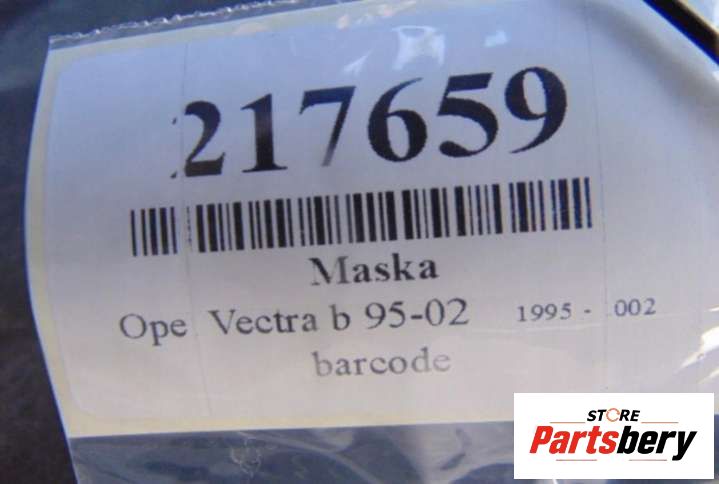 217659
Maska
Ope Vectra b 95-02 1995 - 002
barcode
STORE
Partsbery